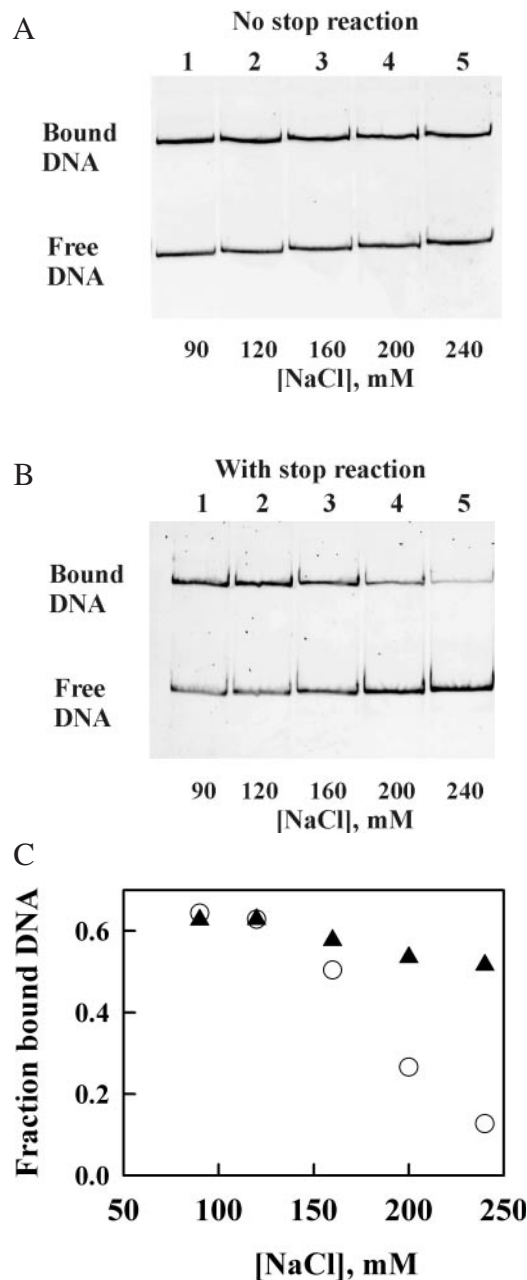 A
No stop reaction
1 2 3 4 5
Bound
DNA
Free
DNA
90 120 160 200 240
[NaCl], mM
B
With stop reaction
1 2 3 4 5
Bound
DNA
Free
DNA
90 120 160 200 240
[NaCl], mM
C
Fraction bound DNA
0.6
0.4
0.2
0.0
50 100 150 200 250
[NaCl], mM